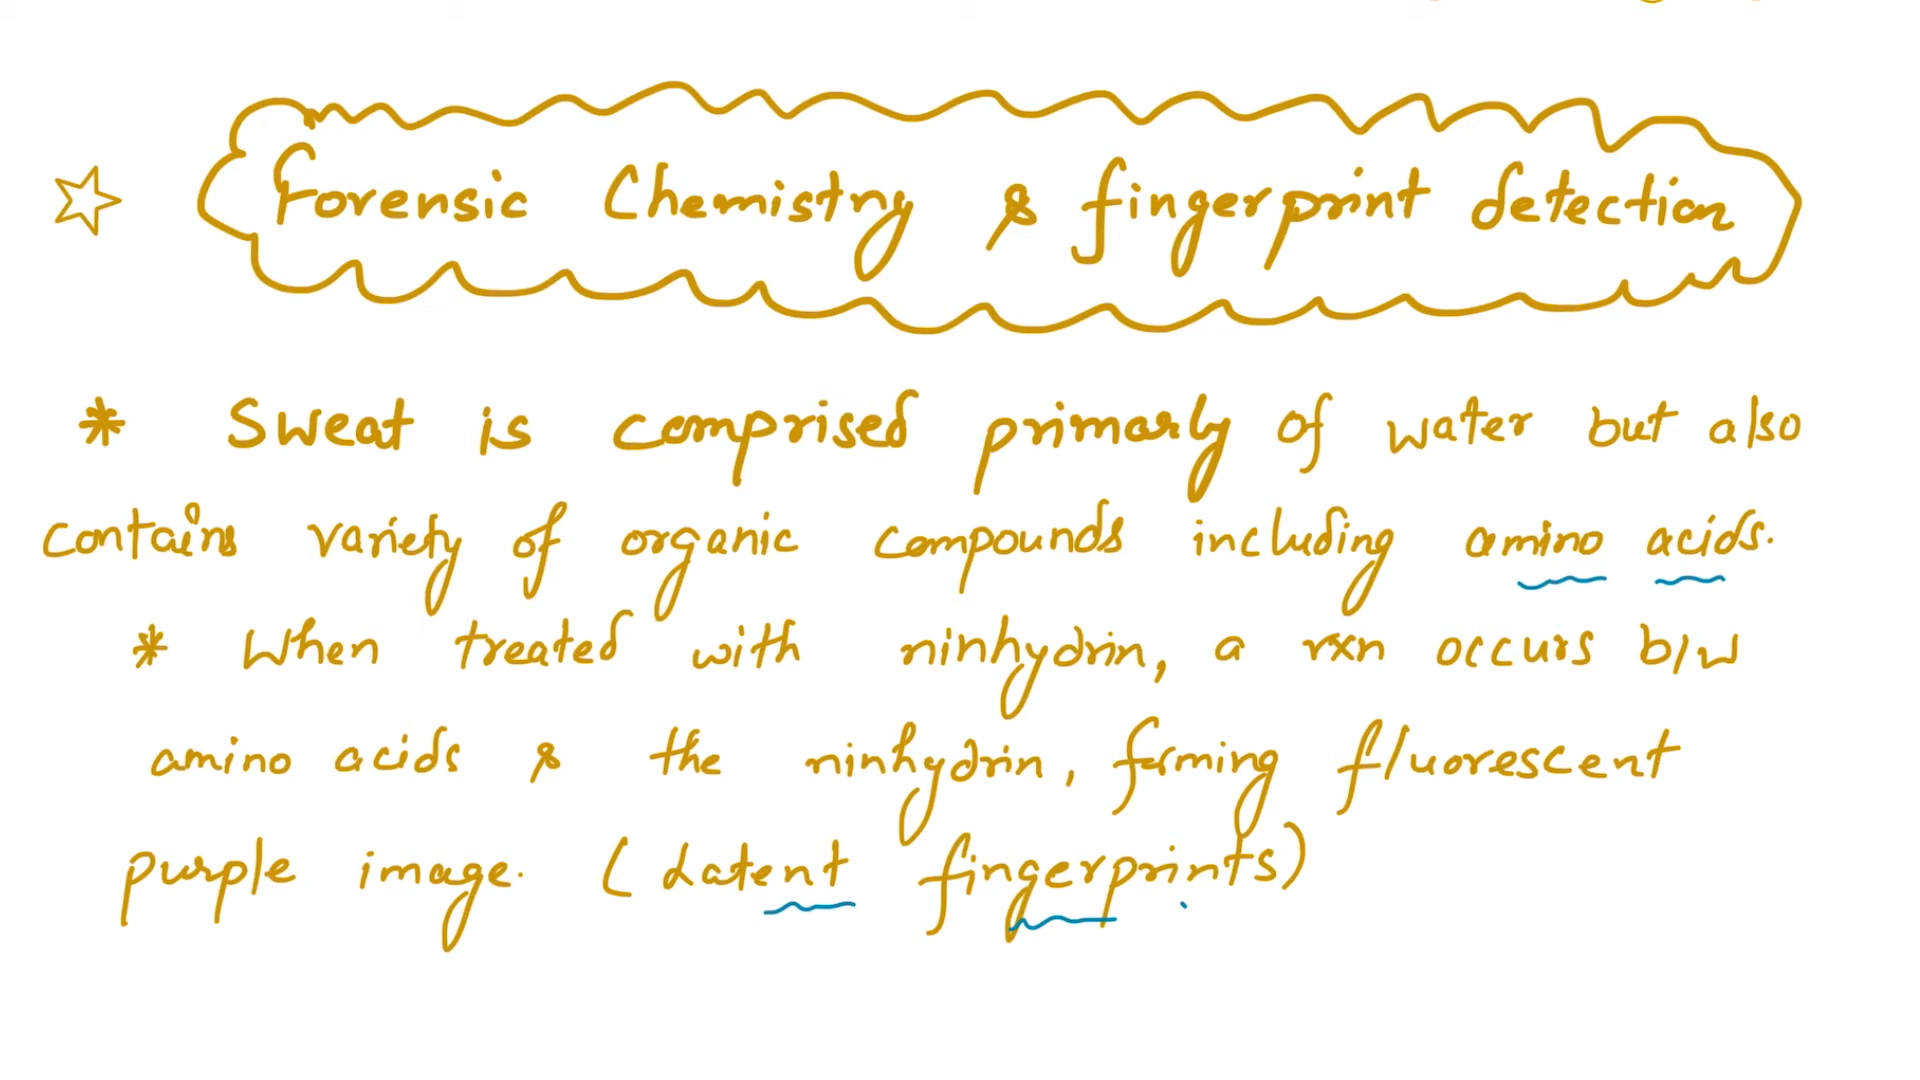 Forensic Chemistry & fingerprint detection
* Sweat is comprised primarly of water but also
contains variety of organic compounds including amino acids.
* When treated with ninhydrin, a rxn occurs b/w
amino acids & the ninhydrin, forming fluorescent
purple image. (Latent fingerprints)